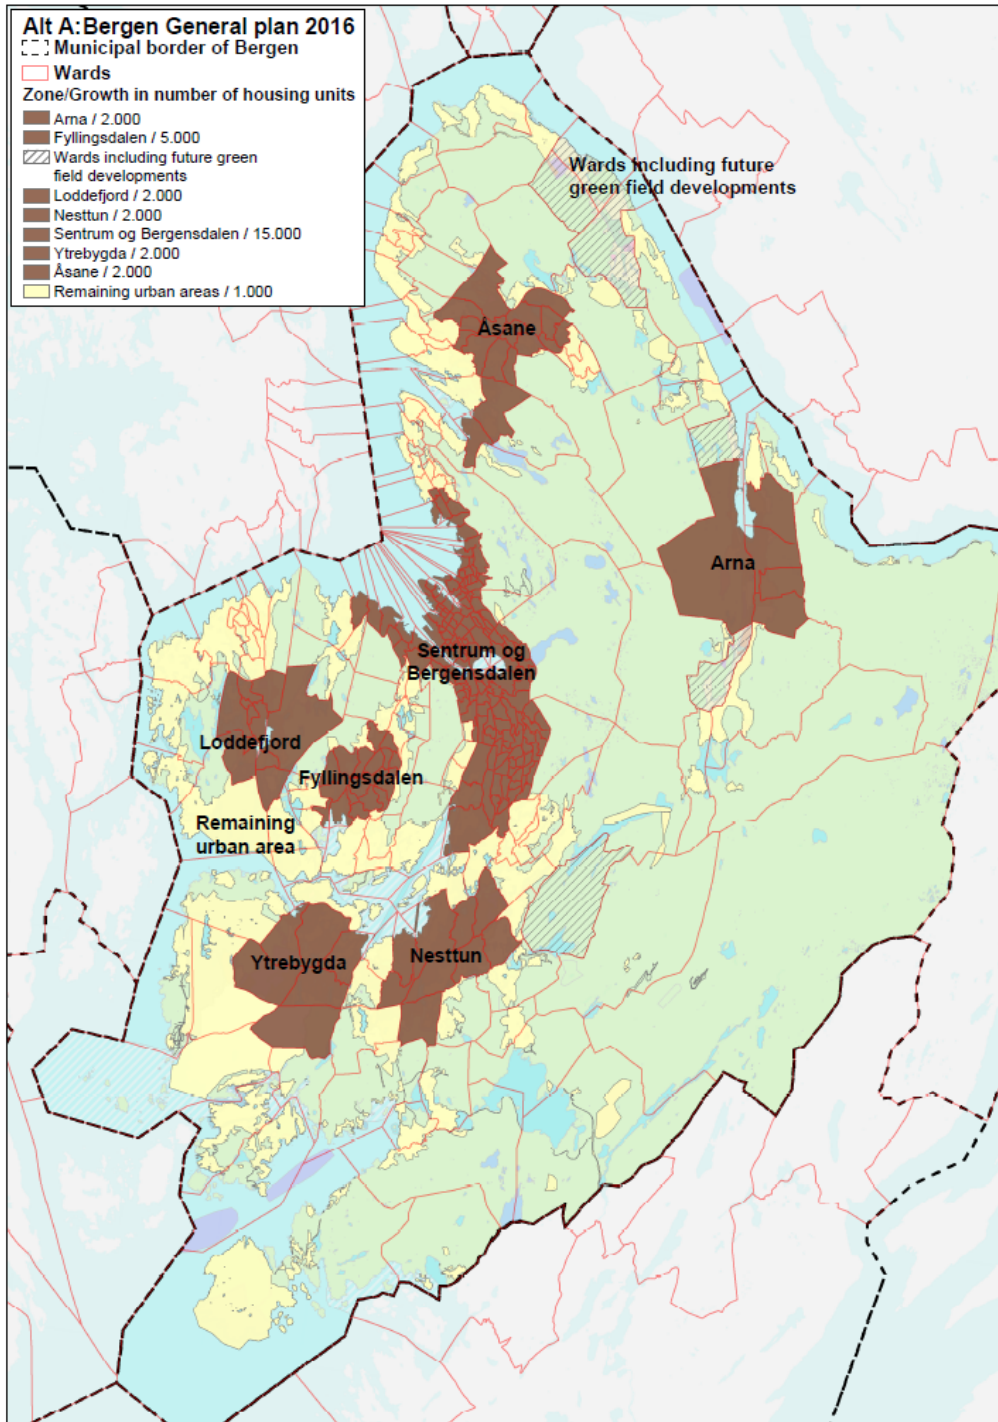 Alt A:Bergen General plan 2016
Municipal border of Bergen
Wards
Zone/Growth in number of housing units
Arna / 2.000
Fyllingsdalen / 5.000
Wards including future green
field developments
Loddefjord / 2.000
Nesttun / 2.000
Sentrum og Bergensdalen / 15.000
Ytrebygda / 2.000
Åsane / 2.000
Remaining urban areas / 1.000
Wards including future
green field developments
Åsane
Arna
Sentrum og
Bergensdalen
Loddefjord
Fyllingsdalen
Remaining
urban area
Ytrebygda
Nesttun